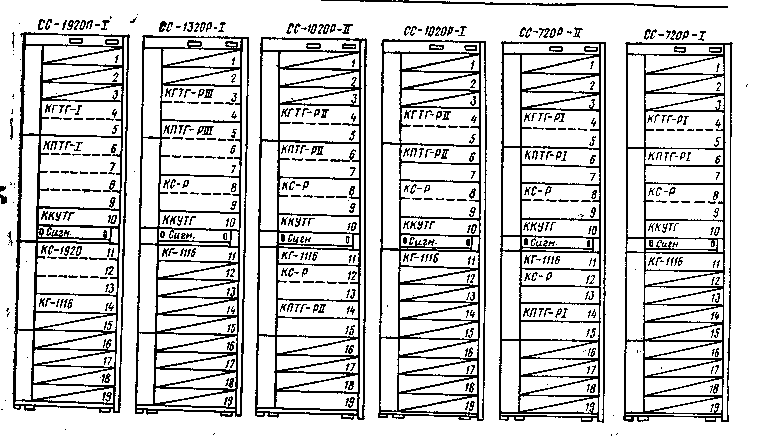 СС-1920П-I
СС-1320Р-I
СС-1020Р-II
СС-1020Р-I
СС-720Р-II
СС-720Р-I
1
2
3
КГТГ-I 4
5
КПТГ-I 6
7
8
9
ККУТГ 10
Сигн.
КС-1920 11
12
13
КГ-1116 14
15
16
17
18
19
1
2
КГТГ-РIII 3
4
КПТГ-РIII 5
6
7
КС-Р 8
9
ККУТГ 10
Сигн.
КГ-1116 11
12
13
14
15
16
17
18
19
1
2
3
КГТГ-РII 4
5
КПТГ-РII 6
7
КС-Р 8
9
ККУТГ 10
Сигн
КГ-1116 11
КС-Р 12
13
КПТГ-РII 14
15
16
17
18
19
1
2
3
КГТГ-РII 4
5
КПТГ-РII 6
7
КС-Р 8
9
ККУТГ 10
Сигн.
КГ-1116 11
12
13
14
15
16
17
18
19
1
2
3
КГТГ-РI 4
5
КПТГ-РI 6
7
КС-Р 8
9
ККУТГ 10
Сигн.
КГ-1116 11
КС-Р 12
13
КПТГ-РI 14
15
16
17
18
19
1
2
3
КГТГ-РI 4
5
КПТГ-РI 6
7
КС-Р 8
9
ККУТГ 10
Сигн
КГ-1116 11
12
13
14
15
16
17
18
19